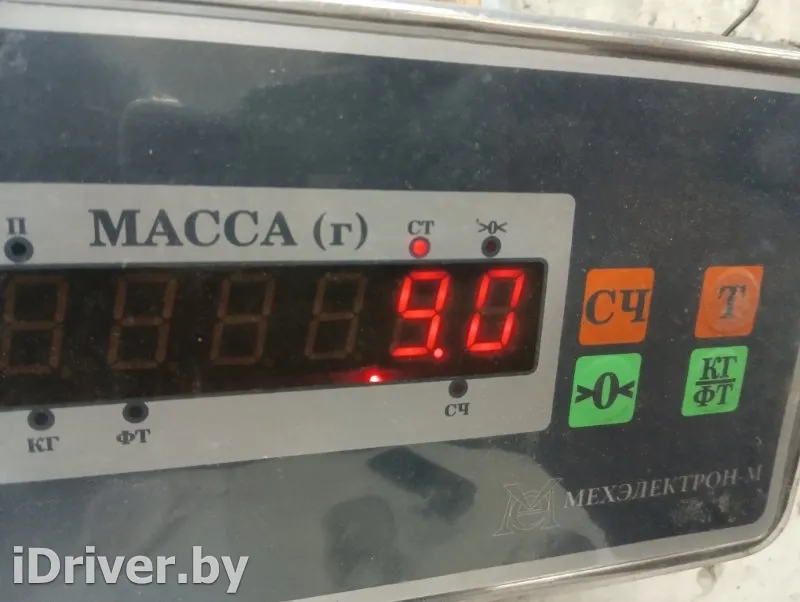 П
МАССА (г)
СТ
>0<
9.0
КГ
ФТ
СЧ
СЧ
Т
>0<
КГ
ФТ
МЕХЭЛЕКТРОН-М
iDriver.by